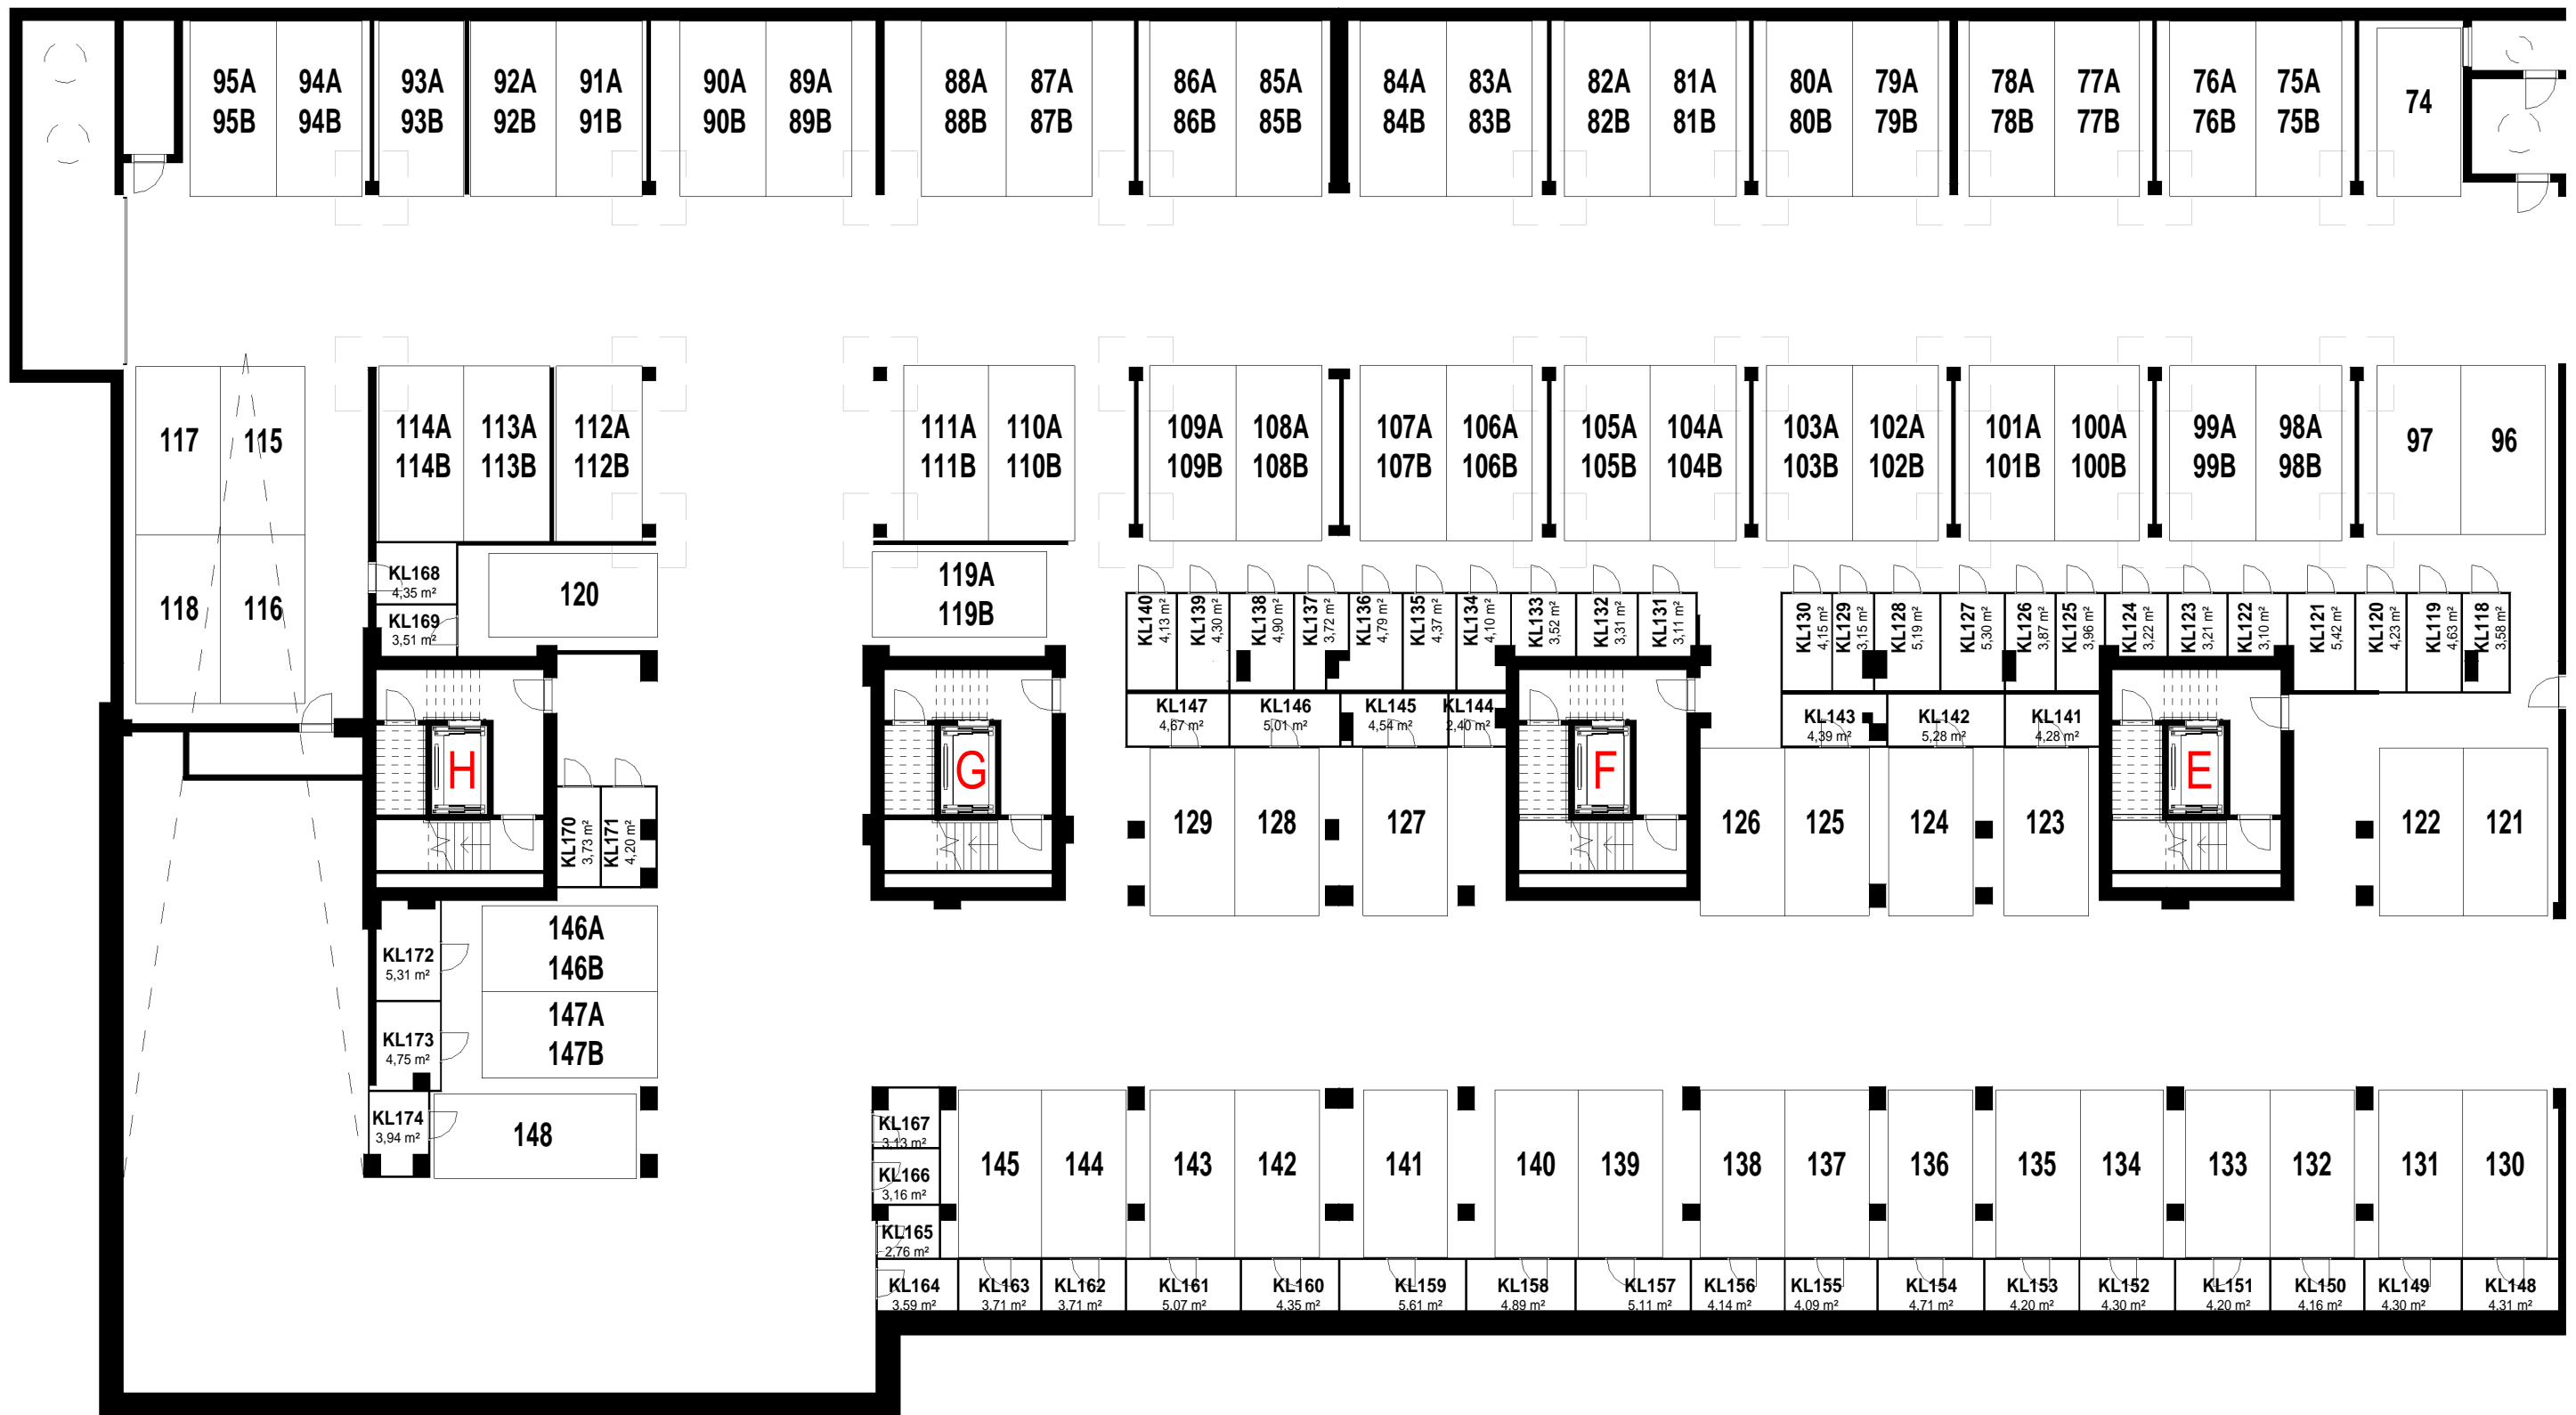 95A 94A 93A 92A 91A 90A 89A 88A 87A 86A 85A 84A 83A 82A 81A 80A 79A 78A 77A 76A 75A
95B 94B 93B 92B 91B 90B 89B 88B 87B 86B 85B 84B 83B 82B 81B 80B 79B 78B 77B 76B 75B
74
117 115
114A 113A 112A 111A 110A 109A 108A 107A 106A 105A 104A 103A 102A 101A 100A 99A 98A
114B 113B 112B 111B 110B 109B 108B 107B 106B 105B 104B 103B 102B 101B 100B 99B 98B
97 96
118 116
KL168
4,35 m²
KL169
3,51 m²
120
119A
119B
KL140
4,13 m²
KL139
4,30 m²
KL138
4,90 m²
KL137
3,72 m²
KL136
4,79 m²
KL135
4,37 m²
KL134
4,10 m²
KL133
3,52 m²
KL132
3,31 m²
KL131
3,11 m²
KL130
4,15 m²
KL129
3,15 m²
KL128
5,19 m²
KL127
5,30 m²
KL126
3,87 m²
KL125
3,96 m²
KL124
3,22 m²
KL123
3,21 m²
KL122
3,10 m²
KL121
5,42 m²
KL120
4,23 m²
KL119
4,63 m²
KL118
3,58 m²
KL147
4,67 m²
KL146
5,01 m²
KL145
4,54 m²
KL144
2,40 m²
KL143
4,39 m²
KL142
5,28 m²
KL141
4,28 m²
H
G
F
E
KL170
3,73 m²
KL171
4,20 m²
129 128 127 126 125 124 123 122 121
KL172
5,31 m²
146A
146B
KL173
4,75 m²
147A
147B
KL174
3,94 m²
148
KL167
3,13 m²
KL166
3,16 m²
KL165
2,76 m²
145 144 143 142 141 140 139 138 137 136 135 134 133 132 131 130
KL164
3,59 m²
KL163
3,71 m²
KL162
3,71 m²
KL161
5,07 m²
KL160
4,35 m²
KL159
5,61 m²
KL158
4,89 m²
KL157
5,11 m²
KL156
4,14 m²
KL155
4,09 m²
KL154
4,71 m²
KL153
4,20 m²
KL152
4,30 m²
KL151
4,20 m²
KL150
4,16 m²
KL149
4,30 m²
KL148
4,31 m²